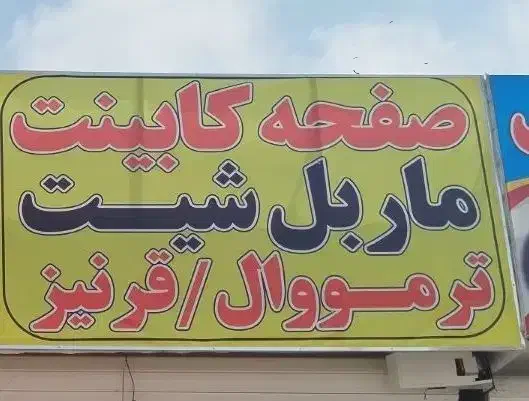 صفحه کابینت
ماربل شیت
ترمووال/قرنیز